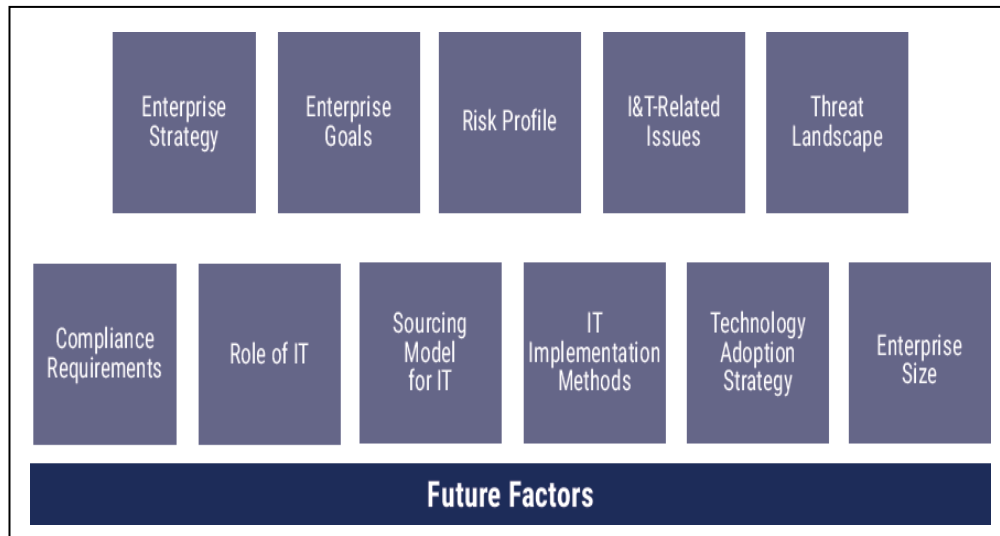 Enterprise
Strategy
Enterprise
Goals
Risk Profile
I&T-Related
Issues
Threat
Landscape
Compliance
Requirements
Role of IT
Sourcing
Model
for IT
IT
Implementation
Methods
Technology
Adoption
Strategy
Enterprise
Size
Future Factors